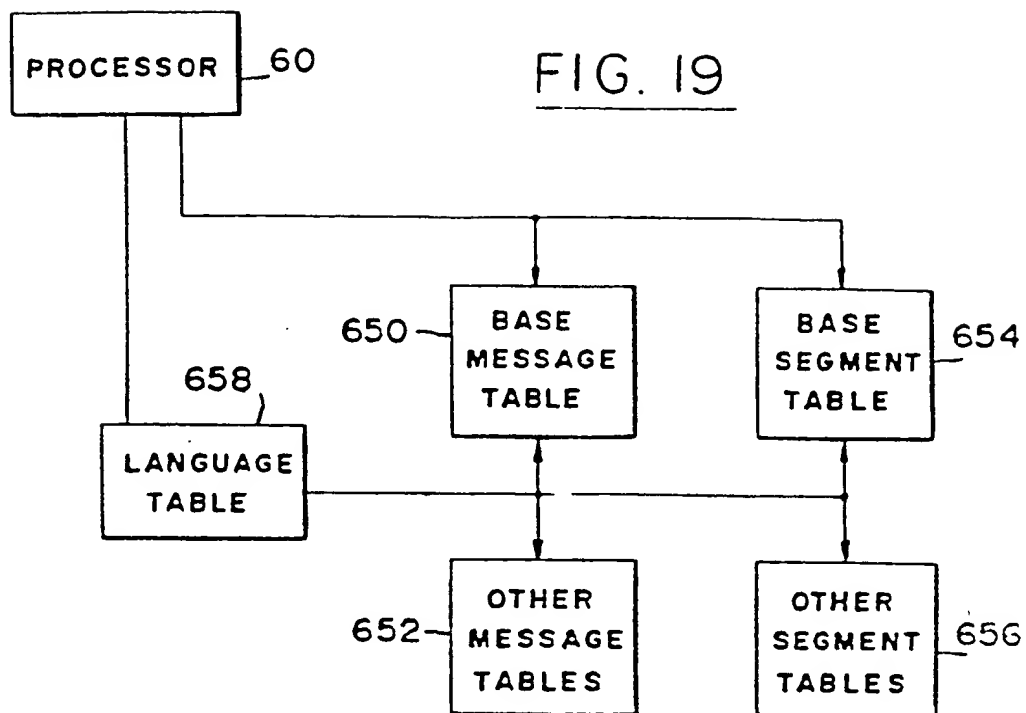 PROCESSOR
60
FIG. 19
650
BASE
MESSAGE
TABLE
BASE
SEGMENT
TABLE
654
658
LANGUAGE
TABLE
652
OTHER
MESSAGE
TABLES
OTHER
SEGMENT
TABLES
656